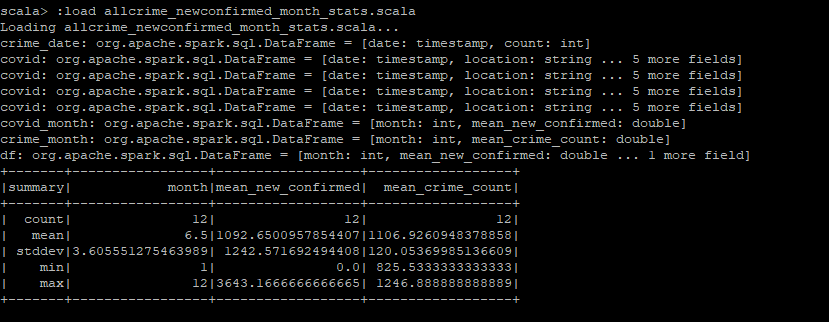 scala> :load allcrime_newconfirmed_month_stats.scala
Loading allcrime_newconfirmed_month_stats.scala...
crime_date: org.apache.spark.sql.DataFrame = [date: timestamp, count: int]
covid: org.apache.spark.sql.DataFrame = [date: timestamp, location: string ... 5 more fields]
covid: org.apache.spark.sql.DataFrame = [date: timestamp, location: string ... 5 more fields]
covid: org.apache.spark.sql.DataFrame = [date: timestamp, location: string ... 5 more fields]
covid: org.apache.spark.sql.DataFrame = [date: timestamp, location: string ... 5 more fields]
covid_month: org.apache.spark.sql.DataFrame = [month: int, mean_new_confirmed: double]
crime_month: org.apache.spark.sql.DataFrame = [month: int, mean_crime_count: double]
df: org.apache.spark.sql.DataFrame = [month: int, mean_new_confirmed: double ... 1 more field]
+-------+-----------------+------------------+------------------+
|summary|            month|mean_new_confirmed|  mean_crime_count|
+-------+-----------------+------------------+------------------+
|  count|               12|                12|                12|
|   mean|              6.5|1092.6500957854407|1106.9260948378858|
| stddev|3.605551275463989| 1242.571692494408|120.05369985136609|
|    min|                1|               0.0| 825.5333333333333|
|    max|               12|3643.1666666666665| 1246.888888888889|
+-------+-----------------+------------------+------------------+